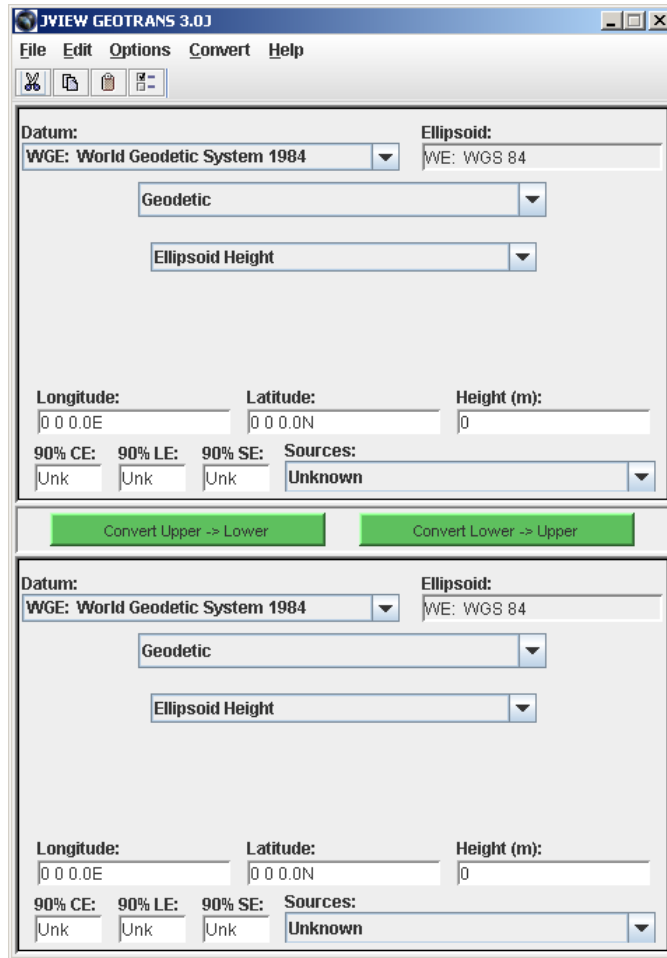 JVIEW GEOTRANS 3.0J
File Edit Options Convert Help
Datum: Ellipsoid:
WGE: World Geodetic System 1984 WE: WGS 84
Geodetic
Ellipsoid Height
Longitude: Latitude: Height (m):
0 0 0.0E 0 0 0.0N 0
90% CE: 90% LE: 90% SE: Sources:
Unk Unk Unk Unknown
Convert Upper -> Lower Convert Lower -> Upper
Datum: Ellipsoid:
WGE: World Geodetic System 1984 WE: WGS 84
Geodetic
Ellipsoid Height
Longitude: Latitude: Height (m):
0 0 0.0E 0 0 0.0N 0
90% CE: 90% LE: 90% SE: Sources:
Unk Unk Unk Unknown